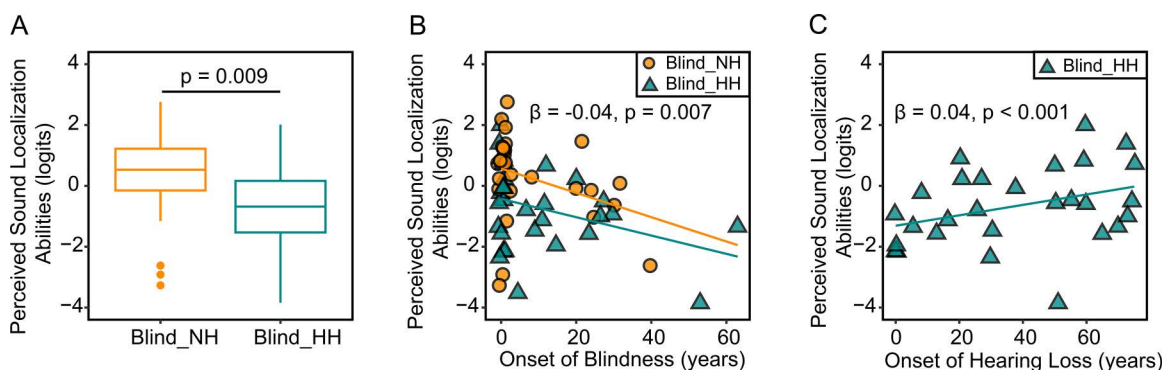 A
Perceived Sound Localization
Abilities (logits)
4
2
0
−2
−4
p = 0.009
Blind_NH
Blind_HH
B
Perceived Sound Localization
Abilities (logits)
4
2
0
−2
−4
Blind_NH
Blind_HH
β = -0.04, p = 0.007
0 20 40 60
Onset of Blindness (years)
C
Perceived Sound Localization
Abilities (logits)
4
2
0
−2
−4
Blind_HH
β = 0.04, p < 0.001
0 20 40 60
Onset of Hearing Loss (years)